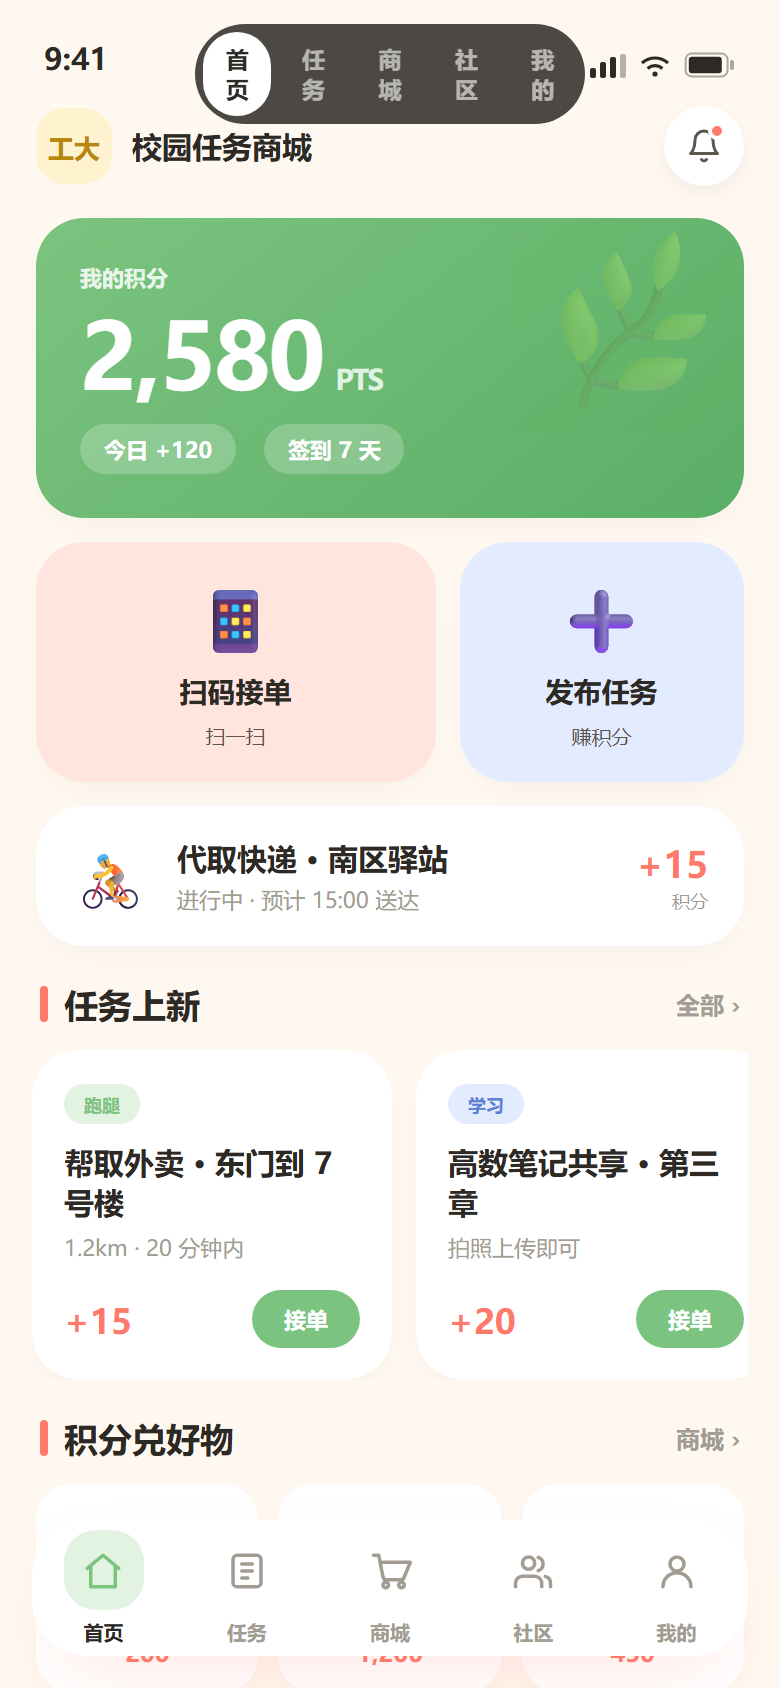 9:41
首页 任务 商城 社区 我的
工大 校园任务商城
我的积分
2,580 PTS
今日 +120 签到 7 天
扫码接单 发布任务
扫一扫 赚积分
代取快递·南区驿站 +15
进行中 · 预计 15:00 送达 积分
任务上新 全部 ›
跑腿 学习
帮取外卖·东门到 7 号楼
高数笔记共享·第三章
1.2km · 20 分钟内 拍照上传即可
+15 接单 +20 接单
积分兑好物 商城 ›
首页 任务 商城 社区 我的